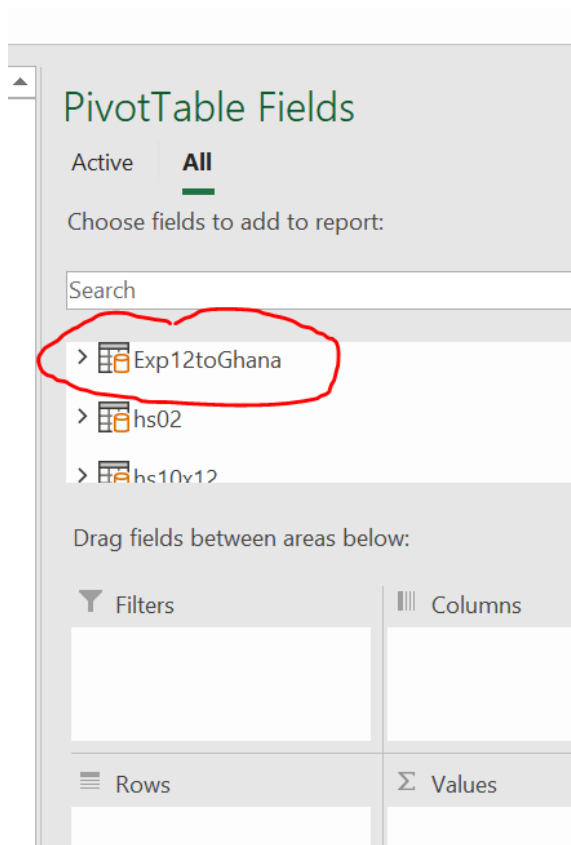 PivotTable Fields
Active All
Choose fields to add to report:
Search
Exp12toGhana
hs02
hs10x12
Drag fields between areas below:
Filters
Columns
Rows
Σ Values